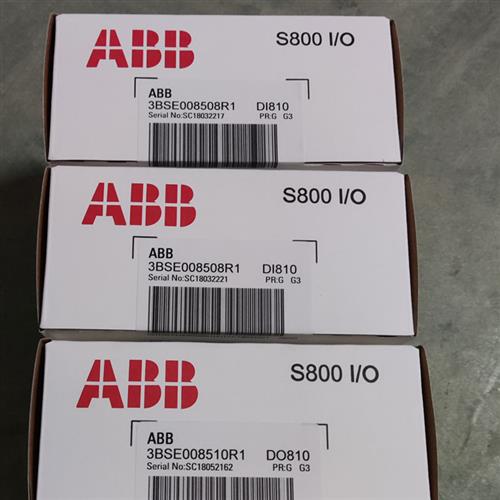 ABB S800 I/O
ABB
3BSE008508R1 DI810
Serial No:SC18032217 PR:G G3
ABB S800 I/O
ABB
3BSE008508R1 DI810
Serial No:SC18032221 PR:G G3
ABB S800 I/O
ABB
3BSE008510R1 DO810
Serial No:SC18052162 PR:G G3